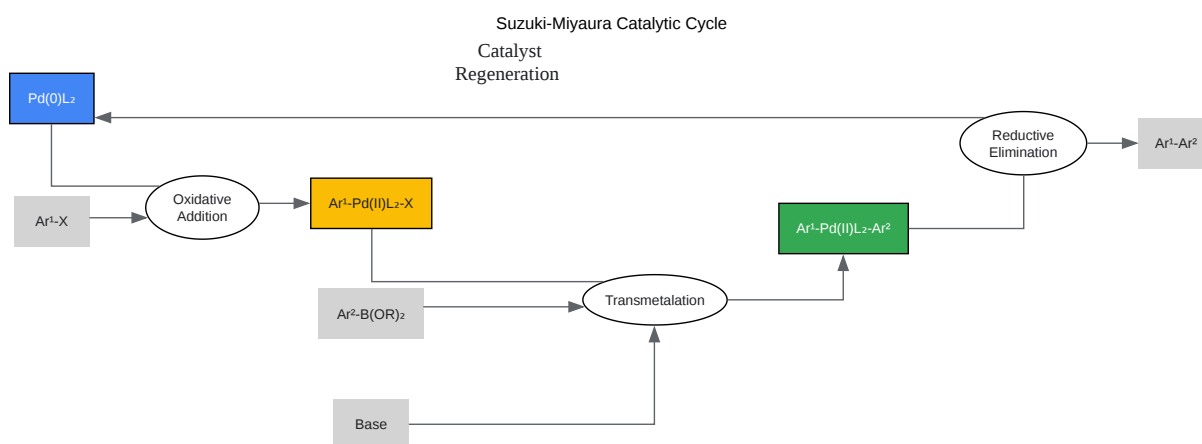 Suzuki-Miyaura Catalytic Cycle
Catalyst
Regeneration
Pd(0)L₂
Reductive
Elimination
Ar¹-Ar²
Oxidative
Addition
Ar¹-X
Ar¹-Pd(II)L₂-X
Ar¹-Pd(II)L₂-Ar²
Transmetalation
Ar²-B(OR)₂
Base